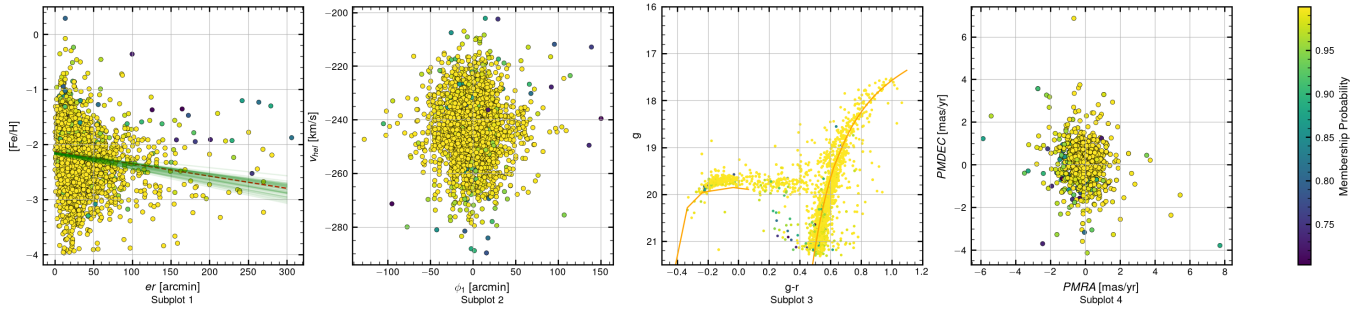 0
−1
−2
−3
−4
[Fe/H]
0 50 100 150 200 250 300
er [arcmin]
Subplot 1
−200
−220
−240
−260
−280
v_hel [km/s]
−100 −50 0 50 100 150
ϕ₁ [arcmin]
Subplot 2
16
17
18
19
20
21
g
−0.4 −0.2 0.0 0.2 0.4 0.6 0.8 1.0 1.2
g-r
Subplot 3
6
4
2
0
−2
−4
PMDEC [mas/yr]
−6 −4 −2 0 2 4 6 8
PMRA [mas/yr]
Subplot 4
0.95
0.90
0.85
0.80
0.75
Membership Probability